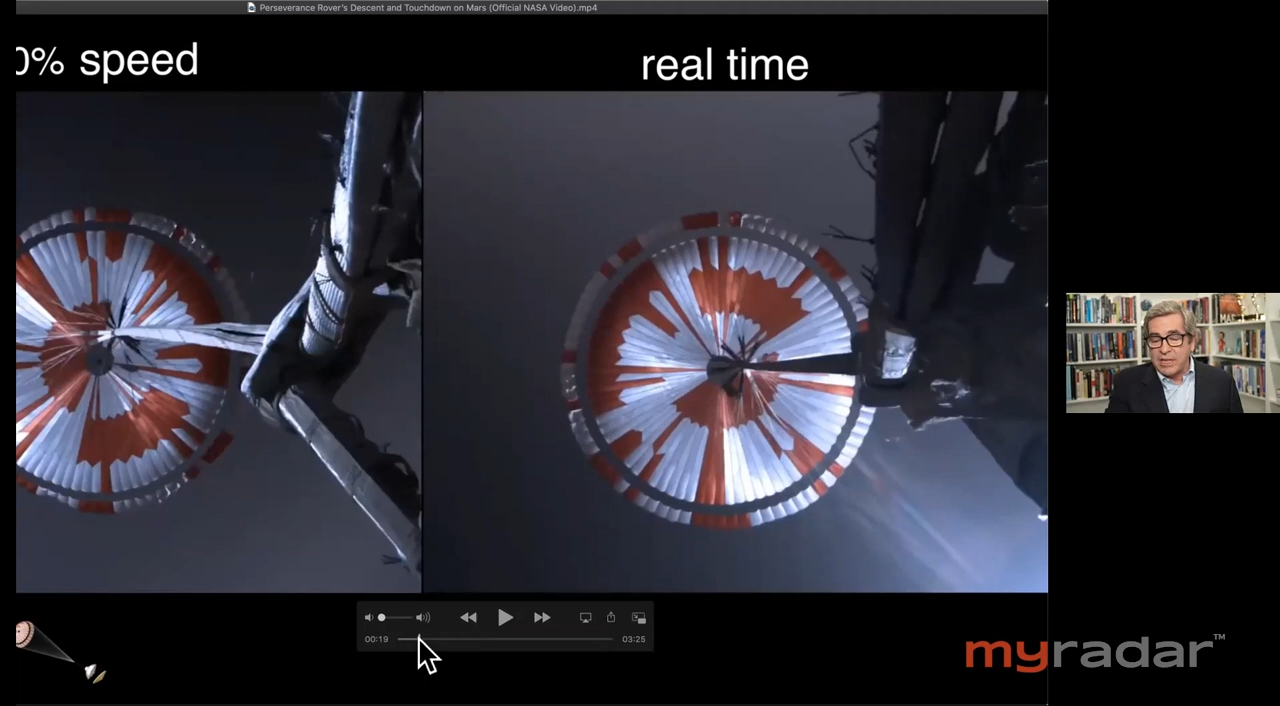 Perseverance Rover's Descent and Touchdown on Mars (Official NASA Video).mp4
0% speed
real time
00:19
03:25
myradar™